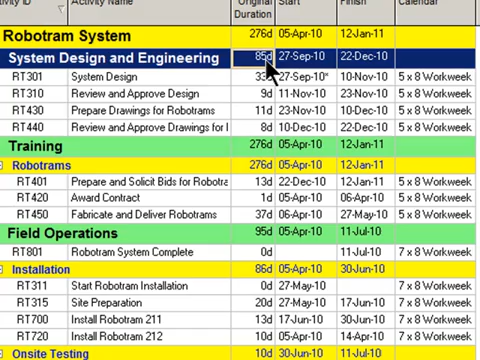 ivity ID Activity Name Original Duration Start Finish Calendar
Robotram System 276d 05-Apr-10 12-Jan-11
System Design and Engineering 85d 27-Sep-10 22-Dec-10
RT301 System Design 33d 27-Sep-10* 10-Nov-10 5 x 8 Workweek
RT310 Review and Approve Design 9d 11-Nov-10 23-Nov-10 5 x 8 Workweek
RT430 Prepare Drawings for Robotrams 11d 23-Nov-10 10-Dec-10 5 x 8 Workweek
RT440 Review and Approve Drawings for 8d 10-Dec-10 22-Dec-10 5 x 8 Workweek
Training 276d 05-Apr-10 12-Jan-11
Robotrams 276d 05-Apr-10 12-Jan-11
RT401 Prepare and Solicit Bids for Robotra 13d 22-Dec-10 12-Jan-11 5 x 8 Workweek
RT420 Award Contract 1d 05-Apr-10 06-Apr-10 5 x 8 Workweek
RT450 Fabricate and Deliver Robotrams 37d 06-Apr-10 27-May-10 5 x 8 Workweek
Field Operations 95d 05-Apr-10 11-Jul-10
RT801 Robotram System Complete 0d 11-Jul-10 7 x 8 Workweek
Installation 86d 05-Apr-10 30-Jun-10
RT311 Start Robotram Installation 0d 27-May-10 7 x 8 Workweek
RT315 Site Preparation 20d 27-May-10 17-Jun-10 7 x 8 Workweek
RT700 Install Robotram 211 13d 17-Jun-10 30-Jun-10 7 x 8 Workweek
RT720 Install Robotram 212 10d 05-Apr-10 14-Apr-10 7 x 8 Workweek
Onsite Testing 10d 30-Jun-10 11-Jul-10